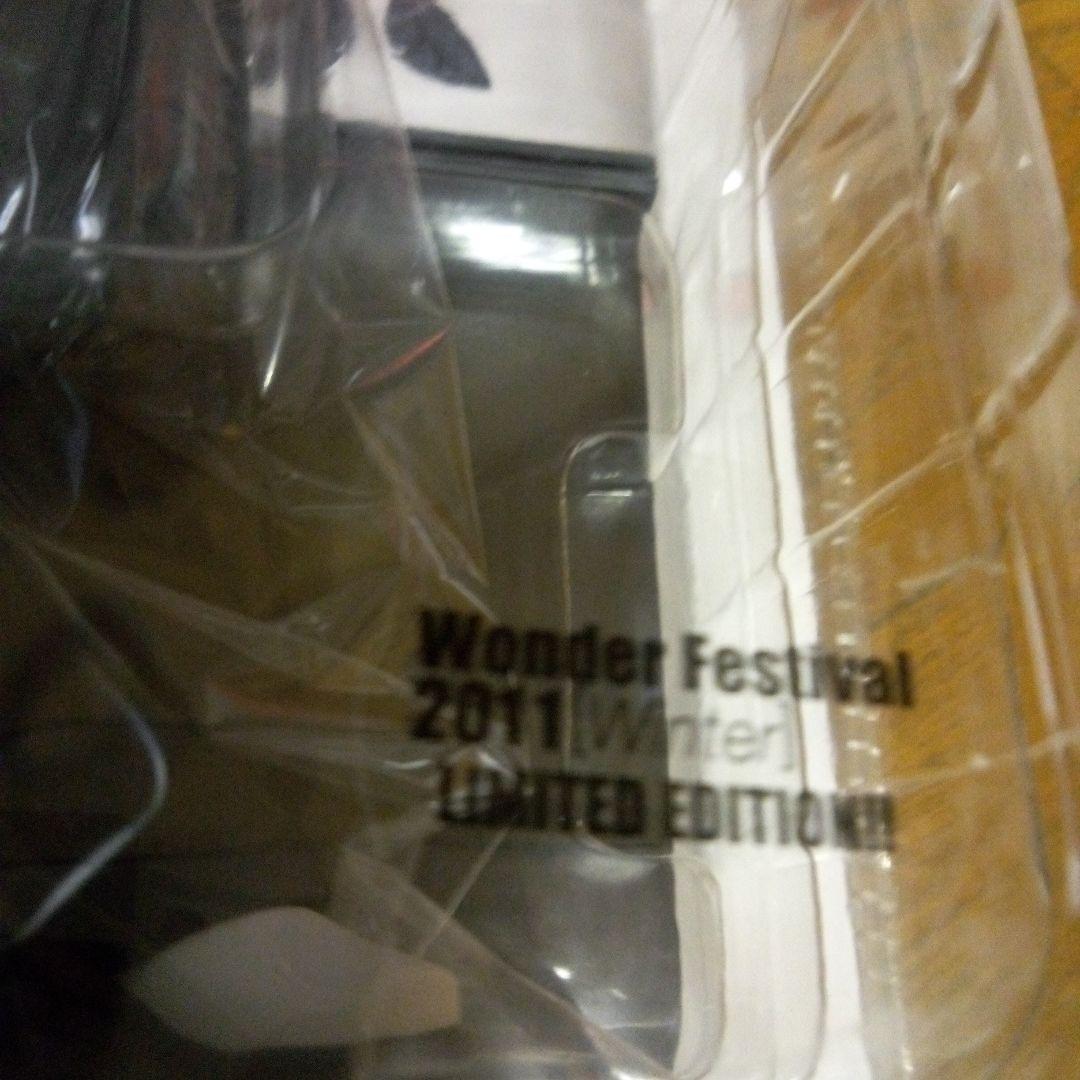 Wonder Festival
2011[Winter]
LIMITED EDITION!!